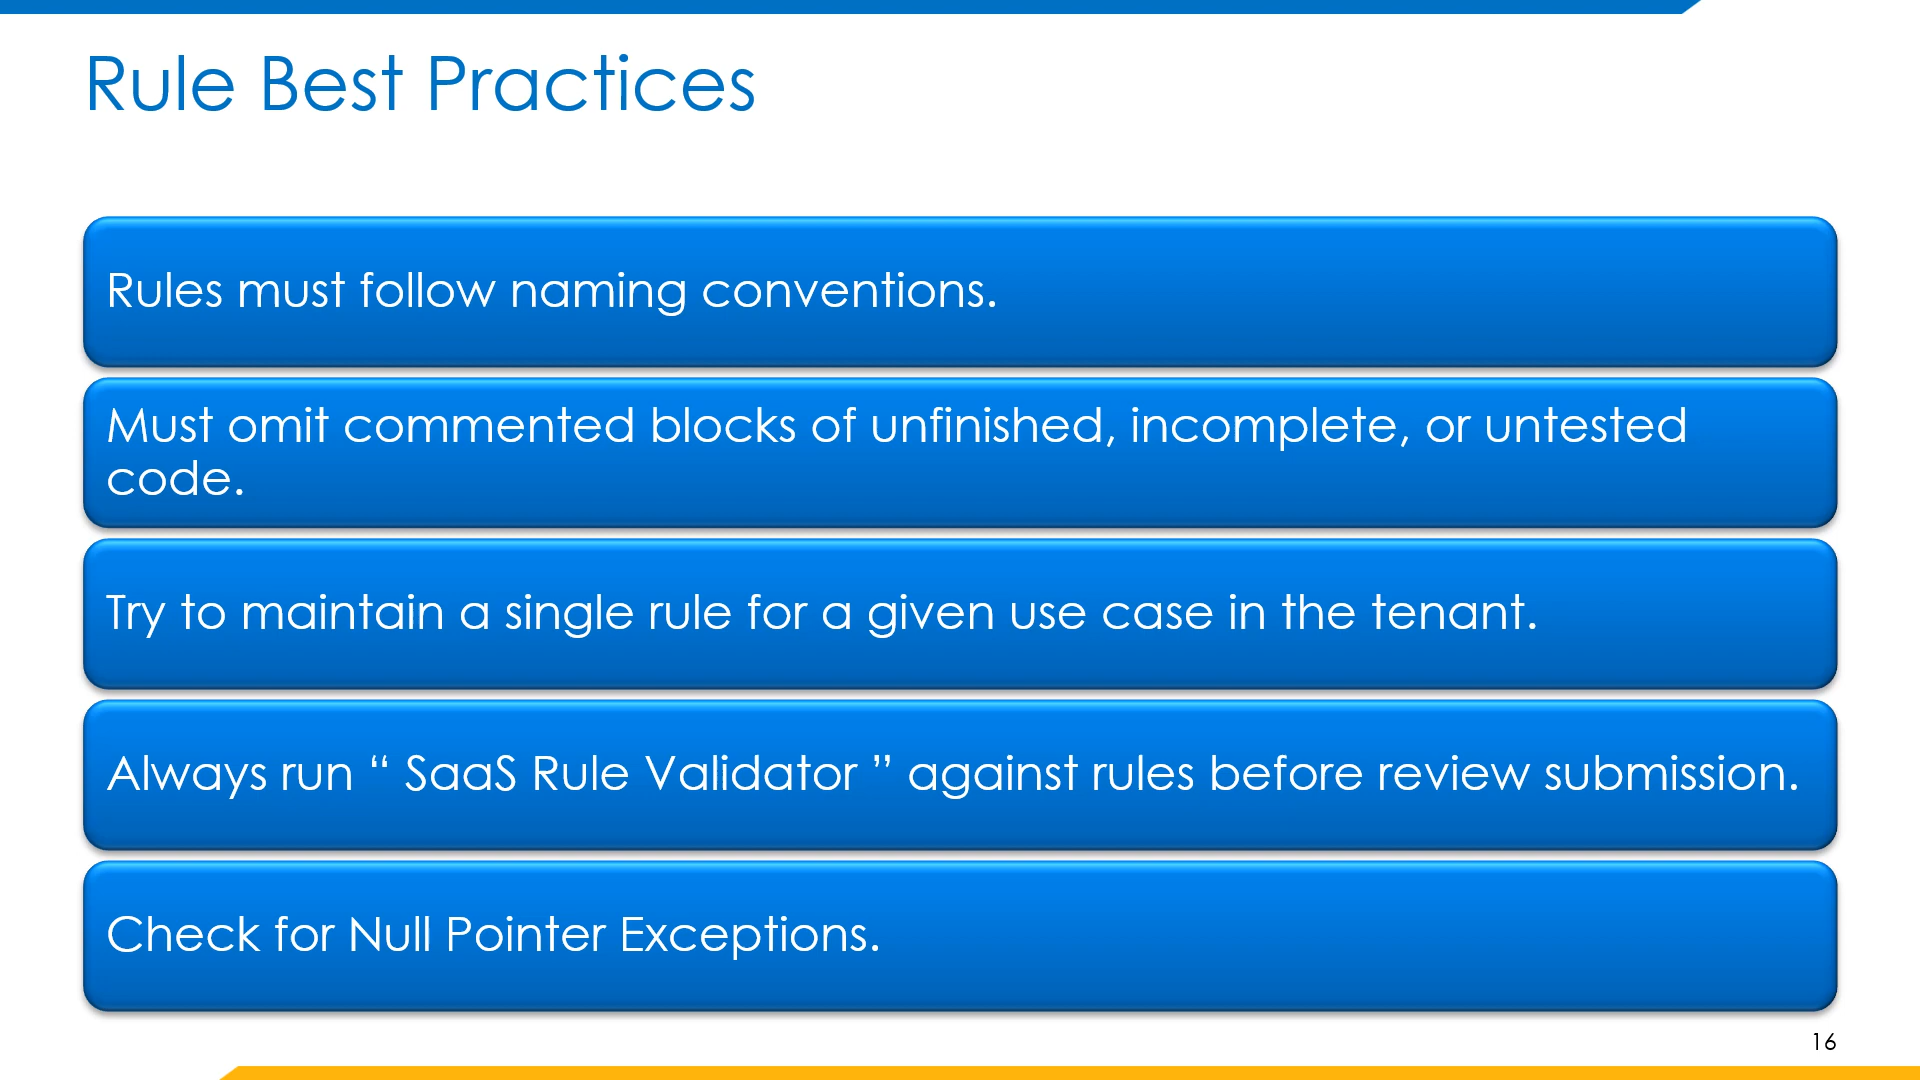 Rule Best Practices
Rules must follow naming conventions.
Must omit commented blocks of unfinished, incomplete, or untested
code.
Try to maintain a single rule for a given use case in the tenant.
Always run “ SaaS Rule Validator ” against rules before review submission.
Check for Null Pointer Exceptions.
16